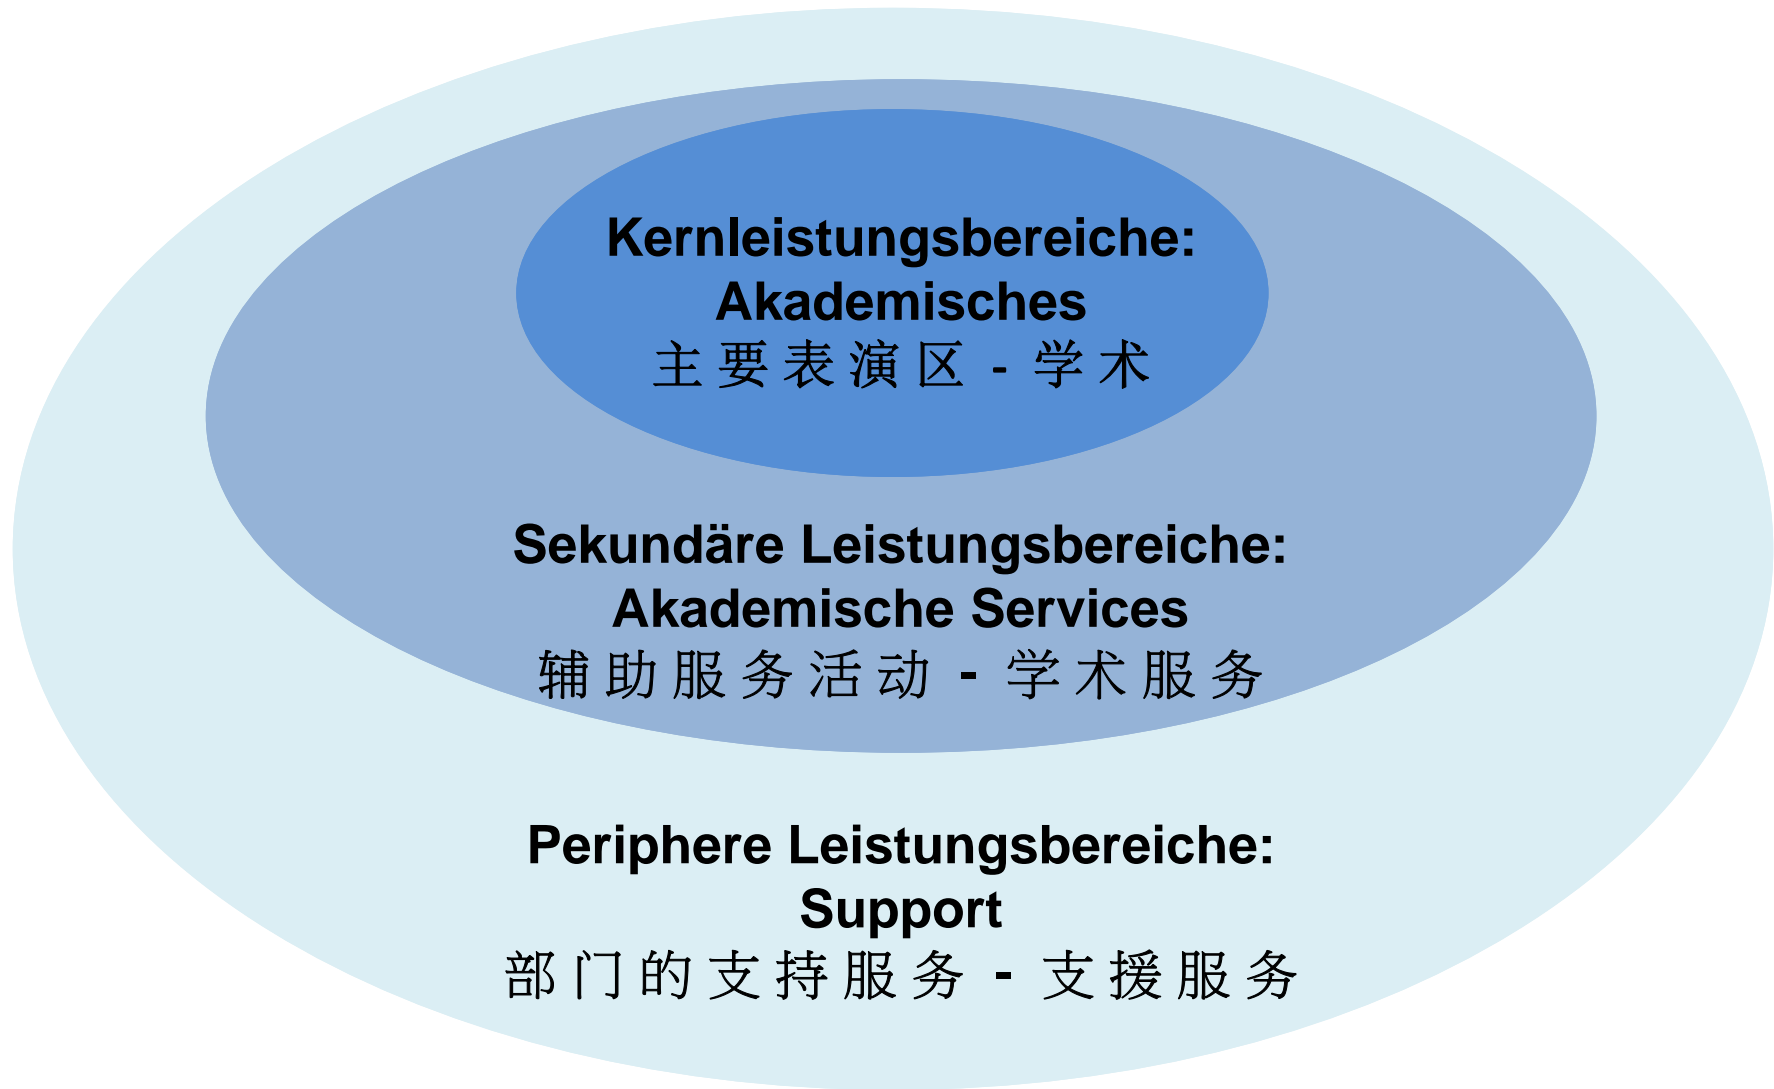 Kernleistungsbereiche:
Akademisches
主要表演区 - 学术
Sekundäre Leistungsbereiche:
Akademische Services
辅助服务活动 - 学术服务
Periphere Leistungsbereiche:
Support
部门的支持服务 - 支援服务